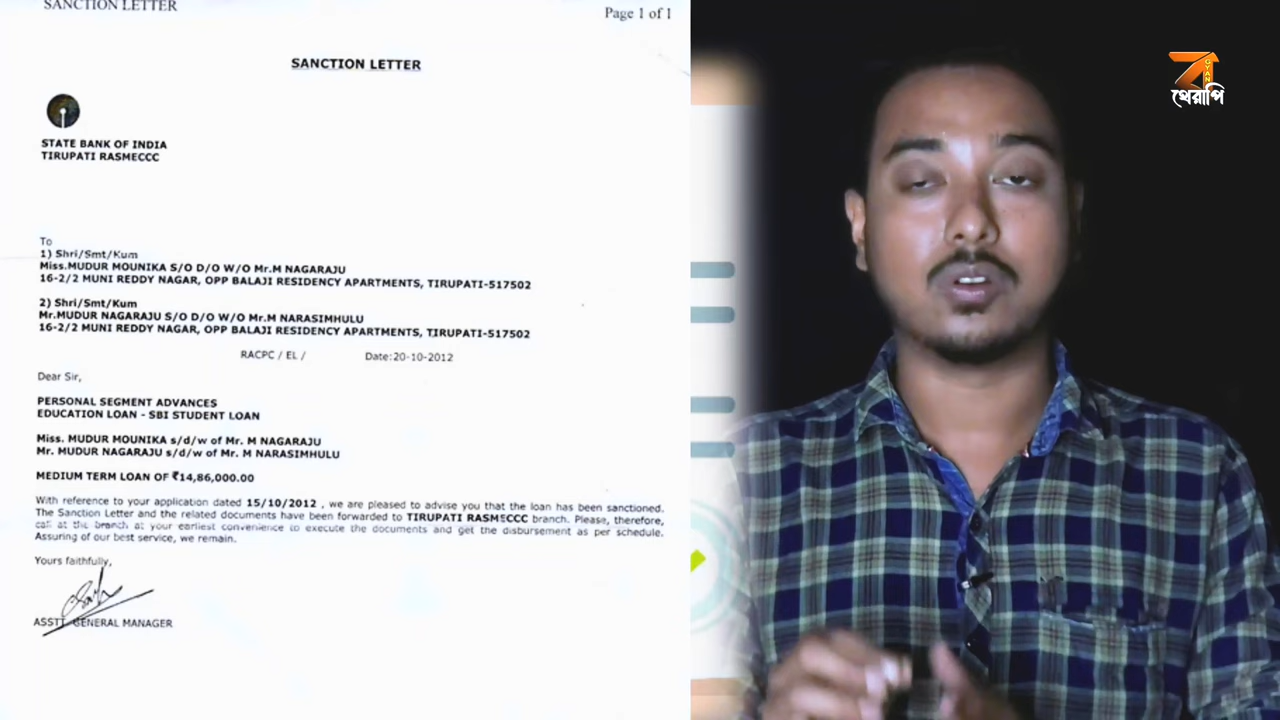 SANCTION LETTER
Page 1 of 1
SANCTION LETTER
STATE BANK OF INDIA
TIRUPATI RASMECCC
To
1) Shri/Smt/Kum
Miss.MUDUR MOUNIKA S/O D/O W/O Mr.M NAGARAJU
16-2/2 MUNI REDDY NAGAR, OPP BALAJI RESIDENCY APARTMENTS, TIRUPATI-517502
2) Shri/Smt/Kum
Mr.MUDUR NAGARAJU S/O D/O W/O Mr.M NARASIMHULU
16-2/2 MUNI REDDY NAGAR, OPP BALAJI RESIDENCY APARTMENTS, TIRUPATI-517502
RACPC / EL / Date:20-10-2012
Dear Sir,
PERSONAL SEGMENT ADVANCES
EDUCATION LOAN - SBI STUDENT LOAN
Miss. MUDUR MOUNIKA s/d/w of Mr. M NAGARAJU
Mr. MUDUR NAGARAJU s/d/w of Mr. M NARASIMHULU
MEDIUM TERM LOAN OF ₹14,86,000.00
With reference to your application dated 15/10/2012 , we are pleased to advise you that the loan has been sanctioned.
The Sanction Letter and the related documents have been forwarded to TIRUPATI RASMECCC branch. Please, therefore,
call at the branch at your earliest convenience to execute the documents and get the disbursement as per schedule.
Assuring of our best service, we remain.
Yours faithfully,
ASSTT. GENERAL MANAGER
GYAN
থেরাপি